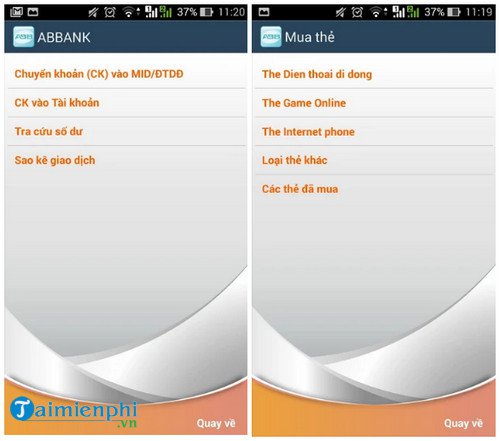 37% 11:20
ABB ABBANK
Chuyển khoản (CK) vào MID/ĐTDĐ
CK vào Tài khoản
Tra cứu số dư
Sao kê giao dịch
Quay về
Taimienphi
.vn
37% 11:19
ABB Mua thẻ
The Dien thoai di dong
The Game Online
The Internet phone
Loại thẻ khác
Các thẻ đã mua
Quay về